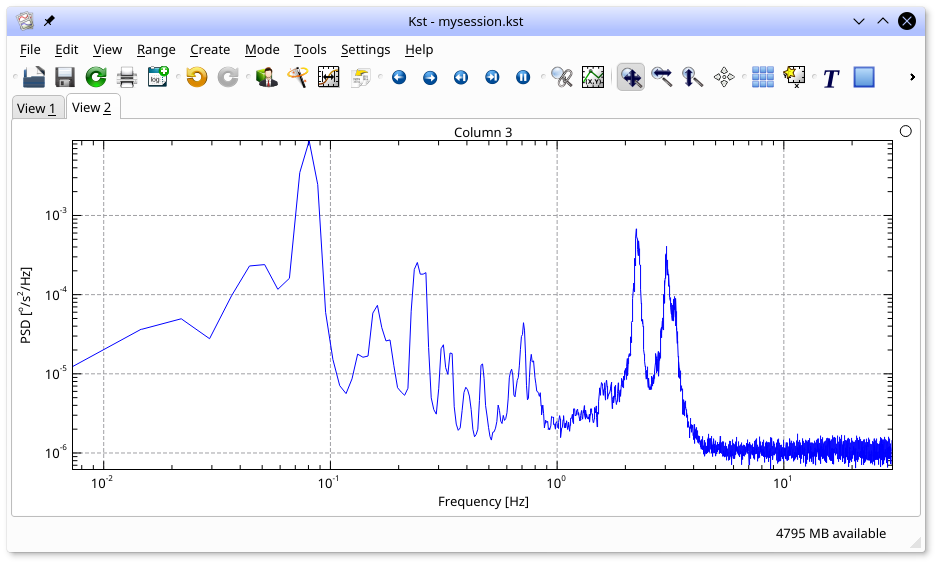 Kst - mysession.kst
File Edit View Range Create Mode Tools Settings Help
log
(X,Y)
T
View 1 View 2
Column 3
10⁻³
10⁻⁴
10⁻⁵
10⁻⁶
PSD [°/s²/Hz]
10⁻² 10⁻¹ 10⁰ 10¹
Frequency [Hz]
4795 MB available